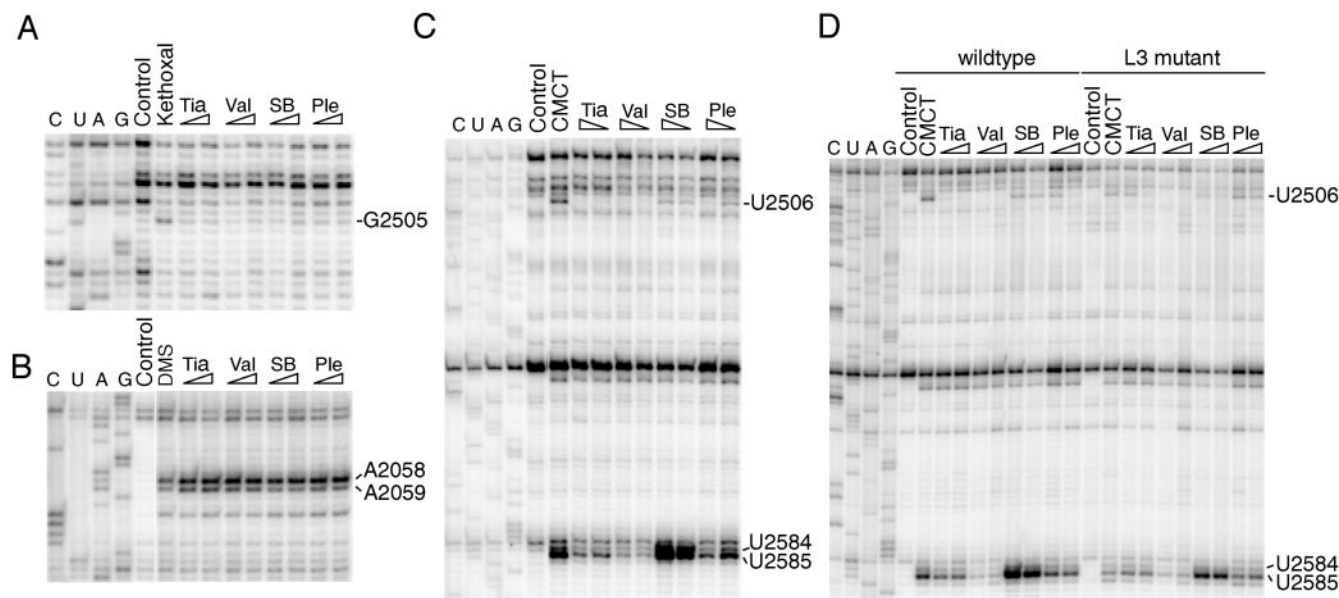 A
C U A G Control Kethoxal Tia Val SB Ple
-G2505
B
C U A G Control DMS Tia Val SB Ple
A2058
A2059
C
C U A G Control CMCT Tia Val SB Ple
-U2506
U2584
U2585
D
wildtype L3 mutant
C U A G Control CMCT Tia Val SB Ple Control CMCT Tia Val SB Ple
-U2506
U2584
U2585